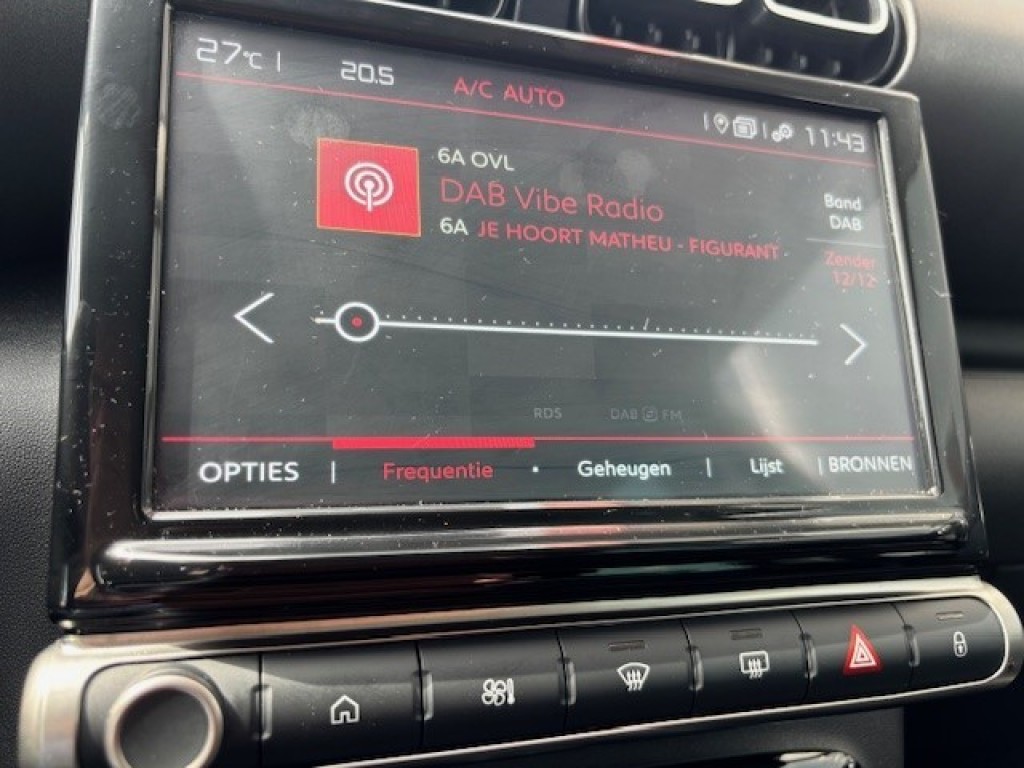 27°C | 20.5 A/C AUTO 11:43
6A OVL
DAB Vibe Radio
6A JE HOORT MATHEU - FIGURANT
Band
DAB
Zender
12/12
RDS DAB FM
OPTIES | Frequentie · Geheugen | Lijst | BRONNEN